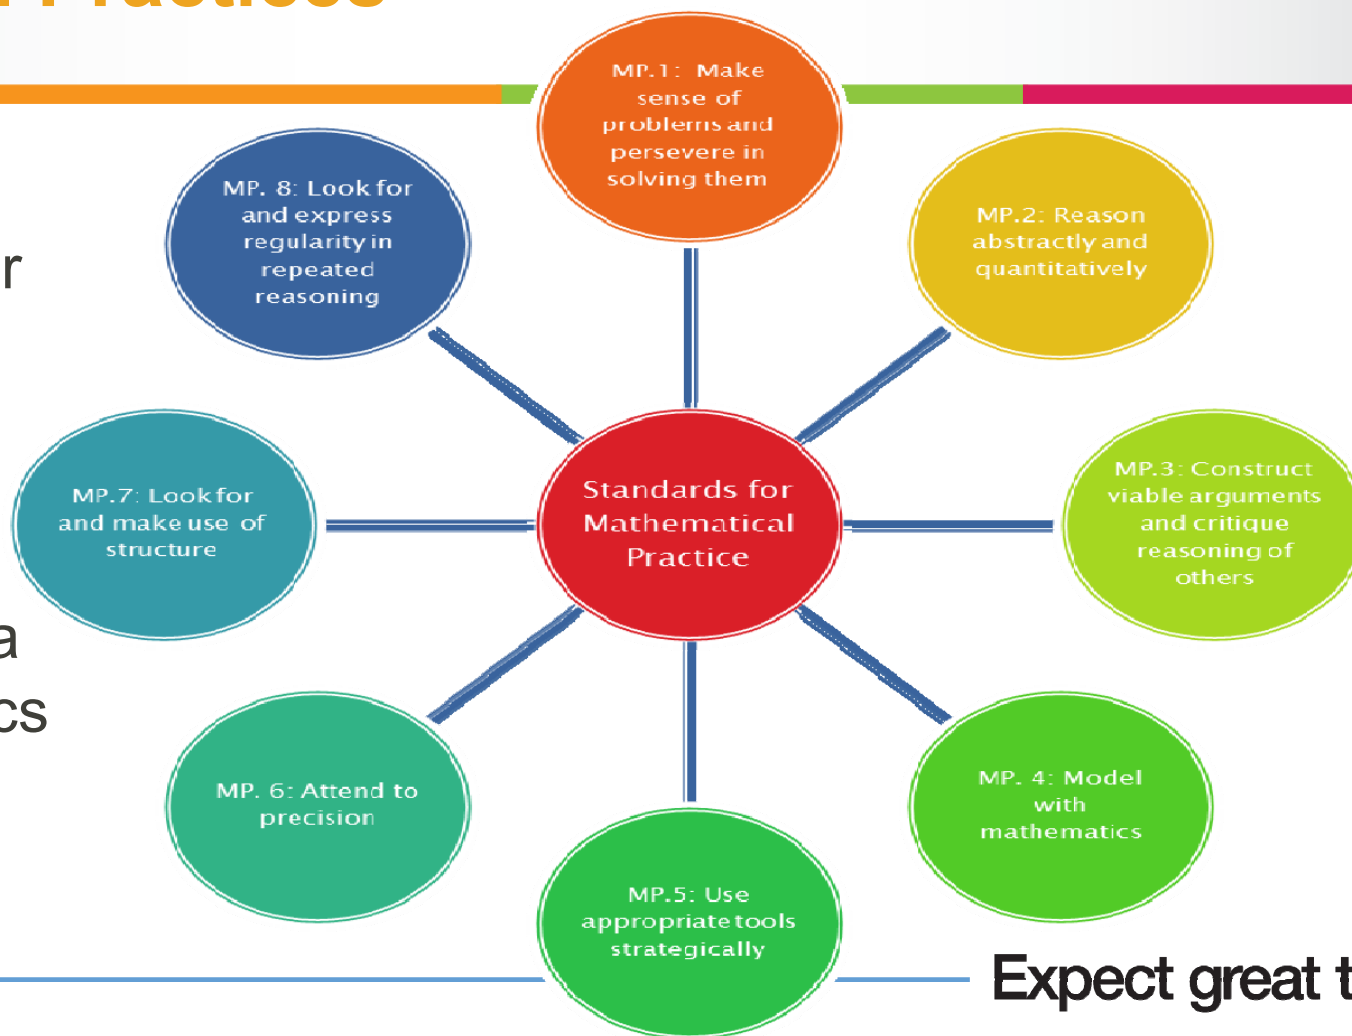 Practices
MP.1: Make
sense of
problems and
persevere in
solving them
MP. 8: Look for
and express
regularity in
repeated
reasoning
MP.2: Reason
abstractly and
quantitatively
r
MP.7: Look for
and make use of
structure
Standards for
Mathematical
Practice
MP.3: Construct
viable arguments
and critique
reasoning of
others
a
cs
MP. 6: Attend to
precision
MP. 4: Model
with
mathematics
MP.5: Use
appropriate tools
strategically
Expect great t